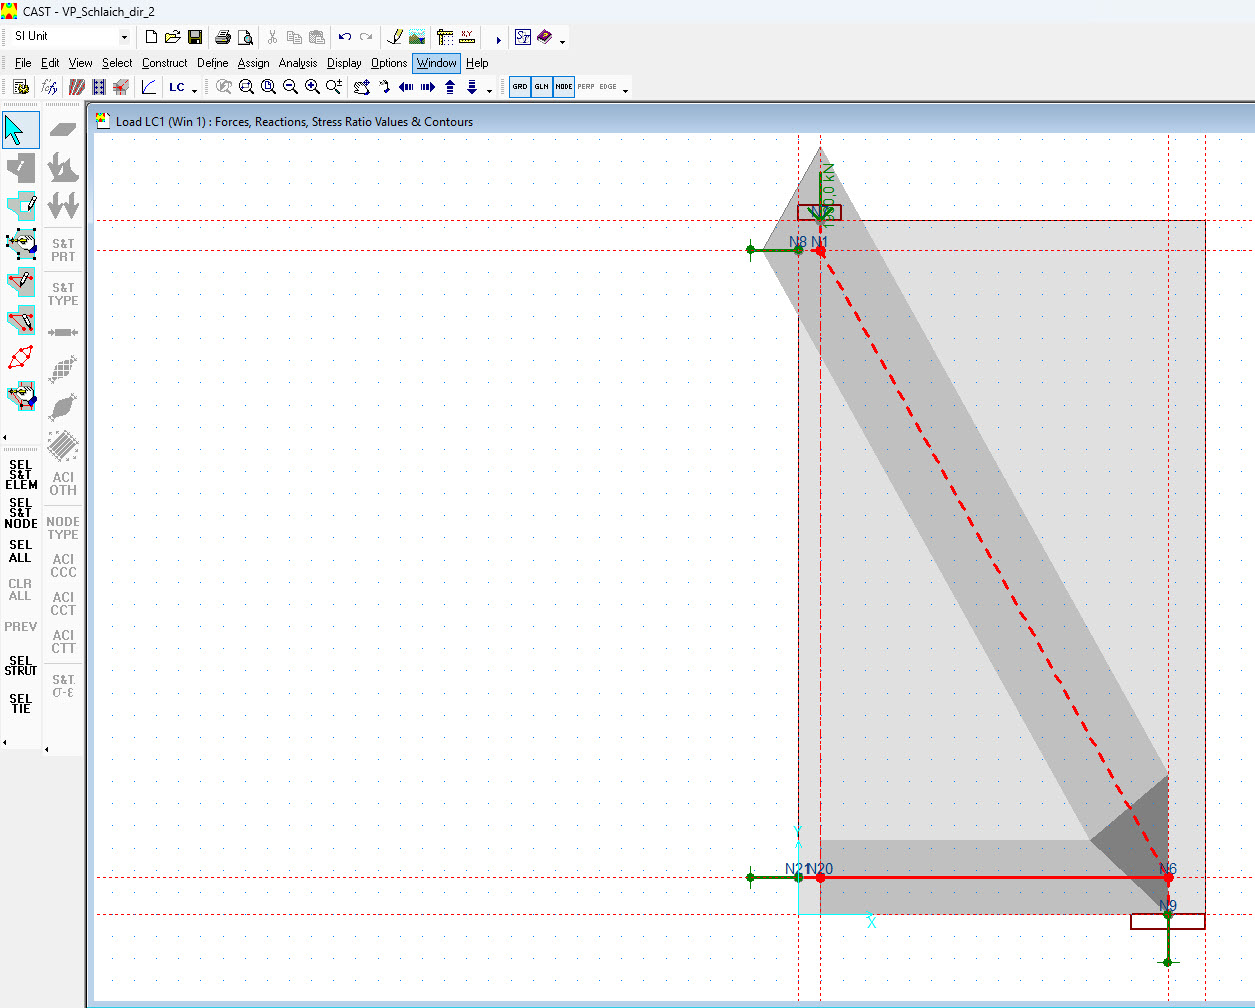 CAST - VP_Schlaich_dir_2
SI Unit
X,Y
ST
File Edit View Select Construct Define Assign Analysis Display Options Window Help
LC
GRD GLN NODE PERP EDGE
Load LC1 (Win 1) : Forces, Reactions, Stress Ratio Values & Contours
S&T
PRT
S&T
TYPE
ACI
OTH
NODE
TYPE
ACI
CCC
ACI
CCT
ACI
CTT
S&T
σ-ε
SEL
S&T
ELEM
SEL
S&T
NODE
SEL
ALL
CLR
ALL
PREV
SEL
STRUT
SEL
TIE
N8 N1
N21 N20
N6
N9
Y
X